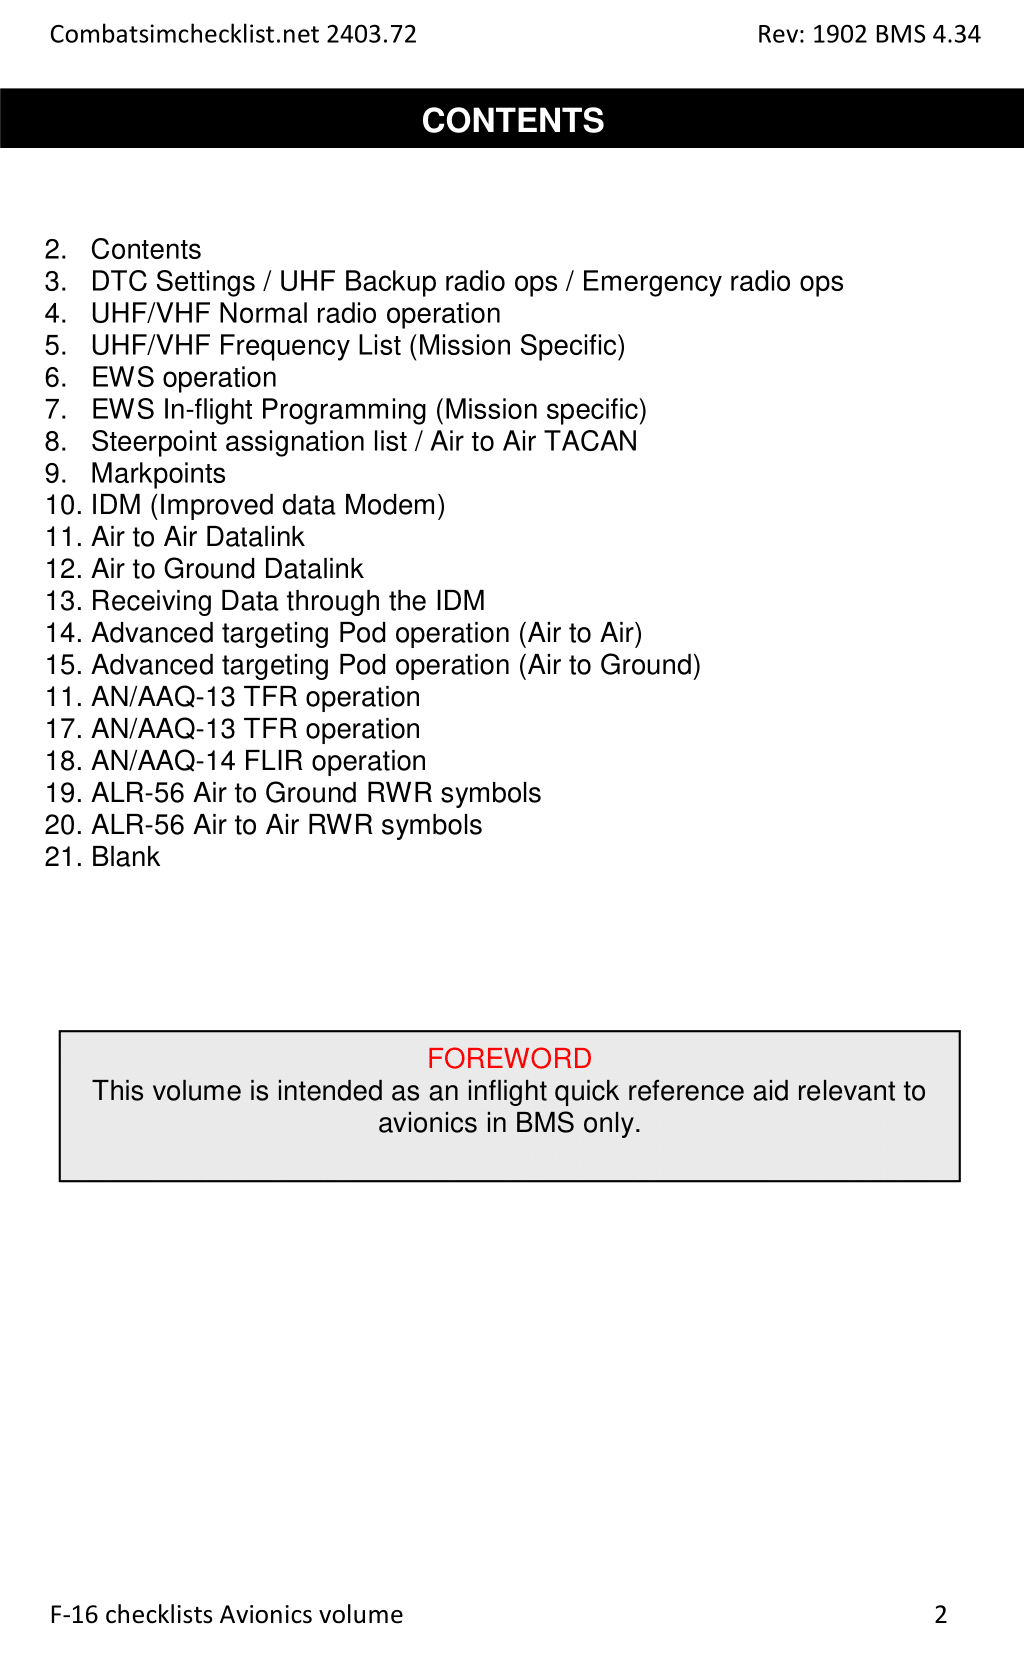 Combatsimchecklist.net 2403.72 Rev: 1902 BMS 4.34
CONTENTS
2. Contents
3. DTC Settings / UHF Backup radio ops / Emergency radio ops
4. UHF/VHF Normal radio operation
5. UHF/VHF Frequency List (Mission Specific)
6. EWS operation
7. EWS In-flight Programming (Mission specific)
8. Steerpoint assignation list / Air to Air TACAN
9. Markpoints
10. IDM (Improved data Modem)
11. Air to Air Datalink
12. Air to Ground Datalink
13. Receiving Data through the IDM
14. Advanced targeting Pod operation (Air to Air)
15. Advanced targeting Pod operation (Air to Ground)
11. AN/AAQ-13 TFR operation
17. AN/AAQ-13 TFR operation
18. AN/AAQ-14 FLIR operation
19. ALR-56 Air to Ground RWR symbols
20. ALR-56 Air to Air RWR symbols
21. Blank
FOREWORD
This volume is intended as an inflight quick reference aid relevant to
avionics in BMS only.
F-16 checklists Avionics volume 2